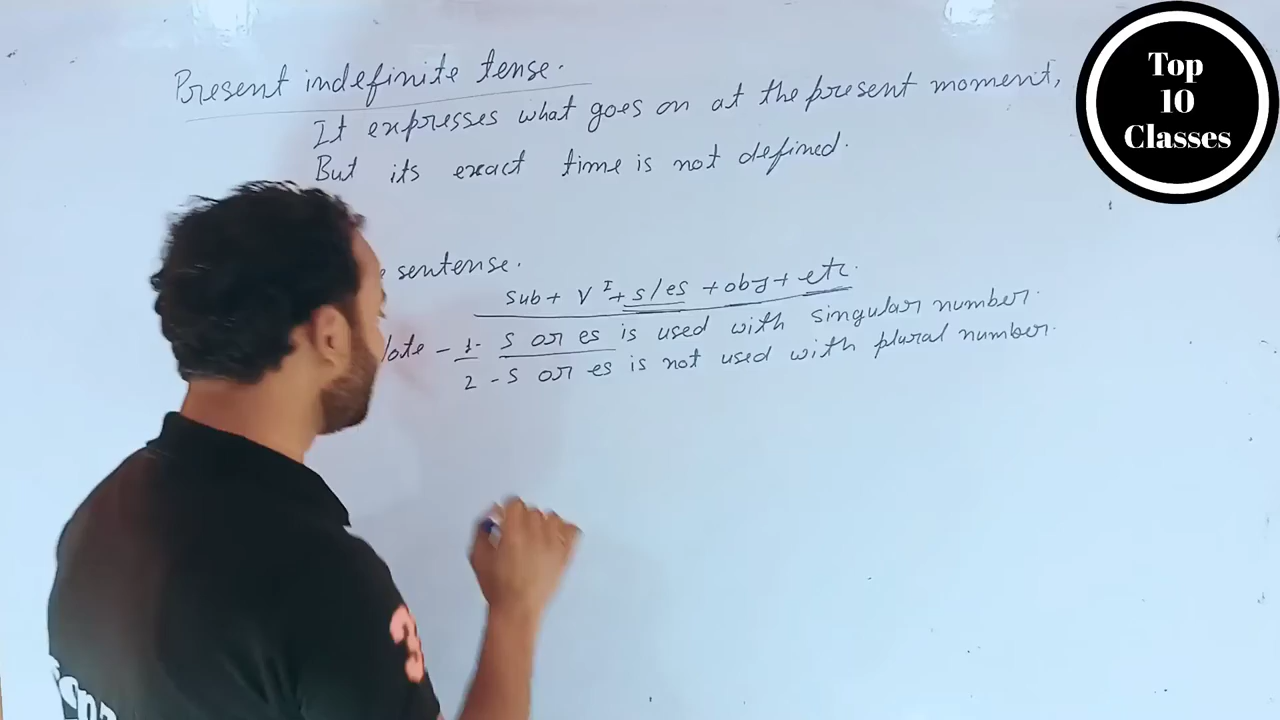 Present indefinite tense.
It expresses what goes on at the present moment,
But its exact time is not defined.
sentense.
Sub + V I + s/es + obj + etc.
Note - 1- S or es is used with singular number.
2 - S or es is not used with plural number.
Top
10
Classes
3